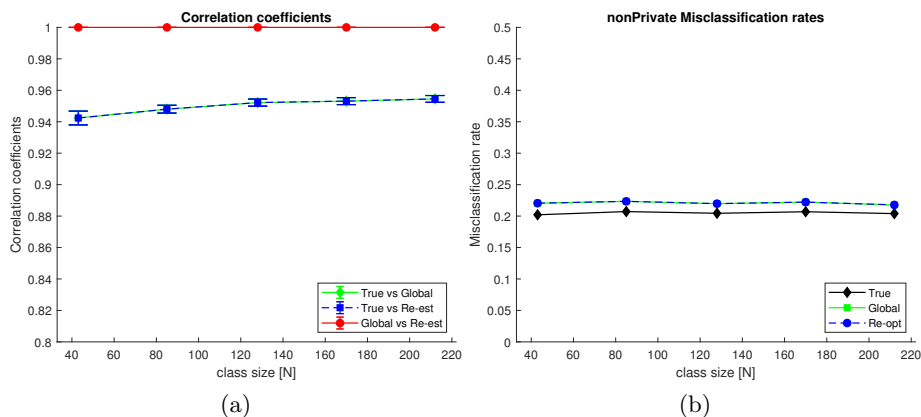 Correlation coefficients
1
0.98
0.96
0.94
0.92
0.9
0.88
0.86
0.84
0.82
0.8
Correlation coefficients
40 60 80 100 120 140 160 180 200 220
class size [N]
True vs Global
True vs Re-est
Global vs Re-est
(a)
nonPrivate Misclassification rates
0.5
0.45
0.4
0.35
0.3
0.25
0.2
0.15
0.1
0.05
0
Misclassification rate
40 60 80 100 120 140 160 180 200 220
class size [N]
True
Global
Re-opt
(b)